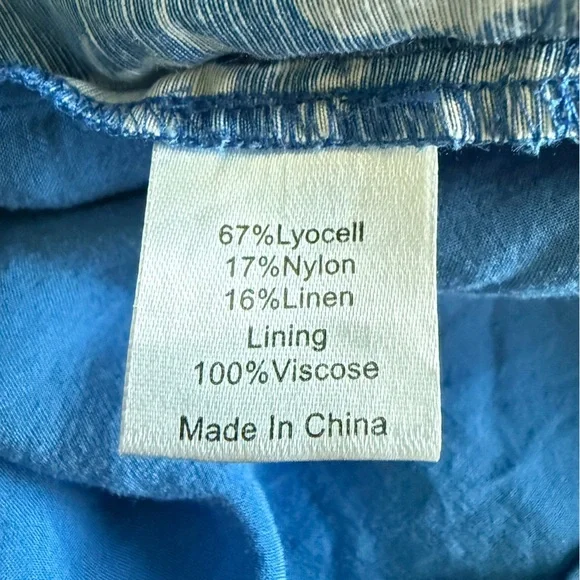 67%Lyocell
17%Nylon
16%Linen
Lining
100%Viscose
Made In China